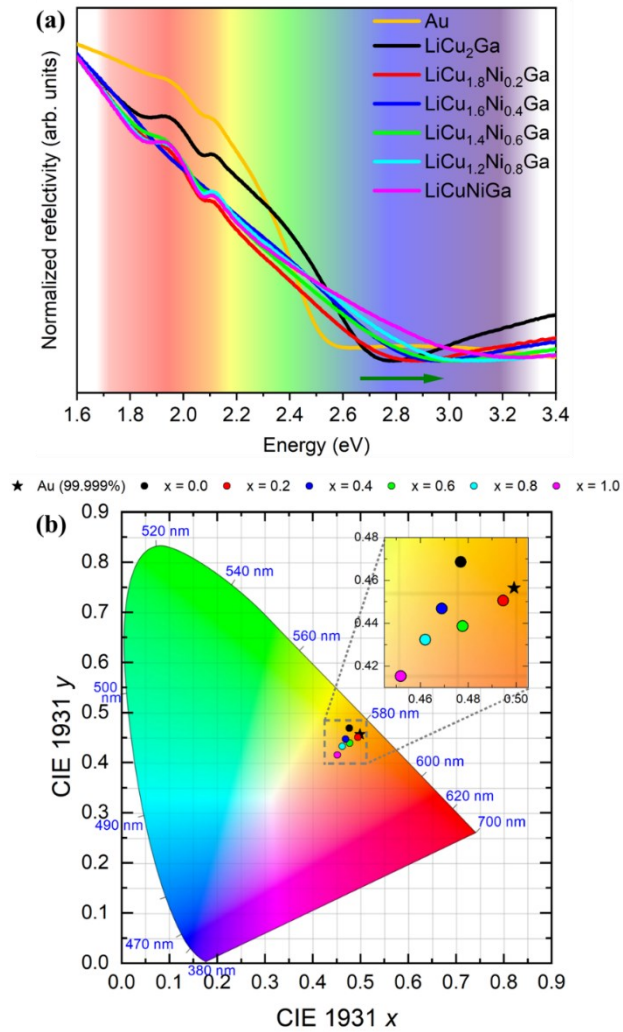 (a)
Au
LiCu₂Ga
LiCu₁.₈Ni₀.₂Ga
LiCu₁.₆Ni₀.₄Ga
LiCu₁.₄Ni₀.₆Ga
LiCu₁.₂Ni₀.₈Ga
LiCuNiGa
Normalized refelctivity (arb. units)
1.6 1.8 2.0 2.2 2.4 2.6 2.8 3.0 3.2 3.4
Energy (eV)
★ Au (99.999%) ● x = 0.0 ● x = 0.2 ● x = 0.4 ● x = 0.6 ● x = 0.8 ● x = 1.0
(b)
0.9
0.8
0.7
0.6
0.5
0.4
0.3
0.2
0.1
0.0
CIE 1931 y
520 nm
540 nm
560 nm
580 nm
600 nm
620 nm
700 nm
500
nm
490 nm
470 nm
380 nm
0.48
0.46
0.44
0.42
0.46 0.48 0.50
0.0 0.1 0.2 0.3 0.4 0.5 0.6 0.7 0.8 0.9
CIE 1931 x